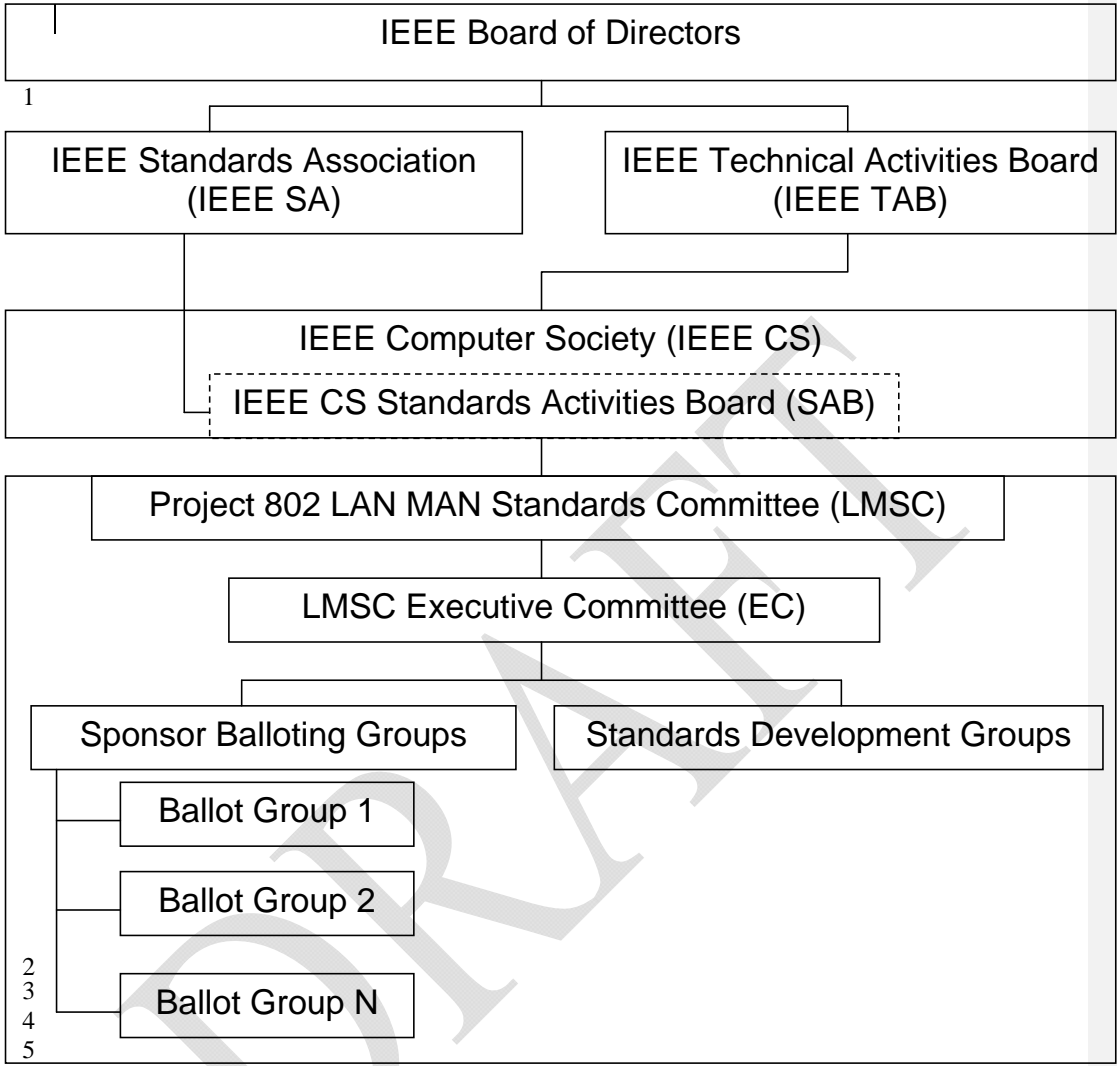 IEEE Board of Directors
1
IEEE Standards Association
(IEEE SA)
IEEE Technical Activities Board
(IEEE TAB)
IEEE Computer Society (IEEE CS)
IEEE CS Standards Activities Board (SAB)
Project 802 LAN MAN Standards Committee (LMSC)
LMSC Executive Committee (EC)
Sponsor Balloting Groups
Standards Development Groups
Ballot Group 1
Ballot Group 2
Ballot Group N
2
3
4
5
DRAFT